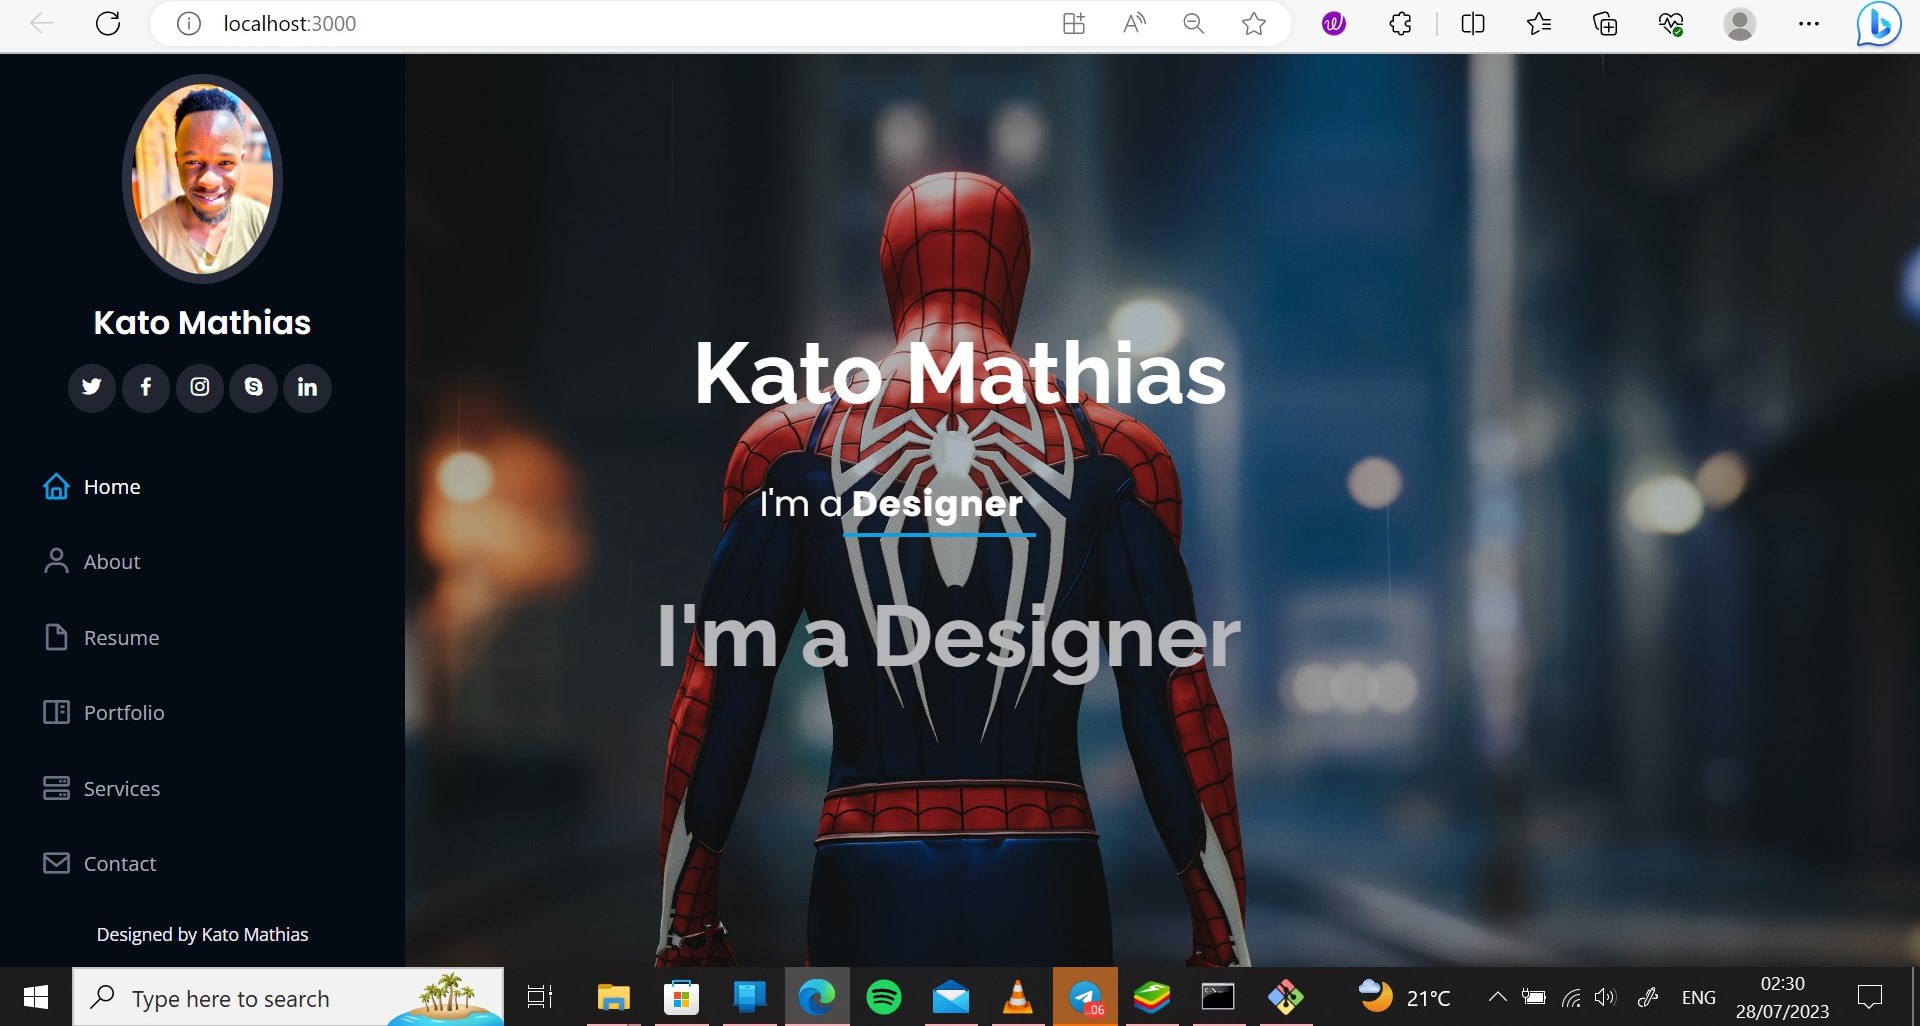 localhost:3000
Kato Mathias
Home
About
Resume
Portfolio
Services
Contact
Designed by Kato Mathias
Kato Mathias
I'm a Designer
I'm a Designer
Type here to search
..06
21°C
ENG
02:30
28/07/2023